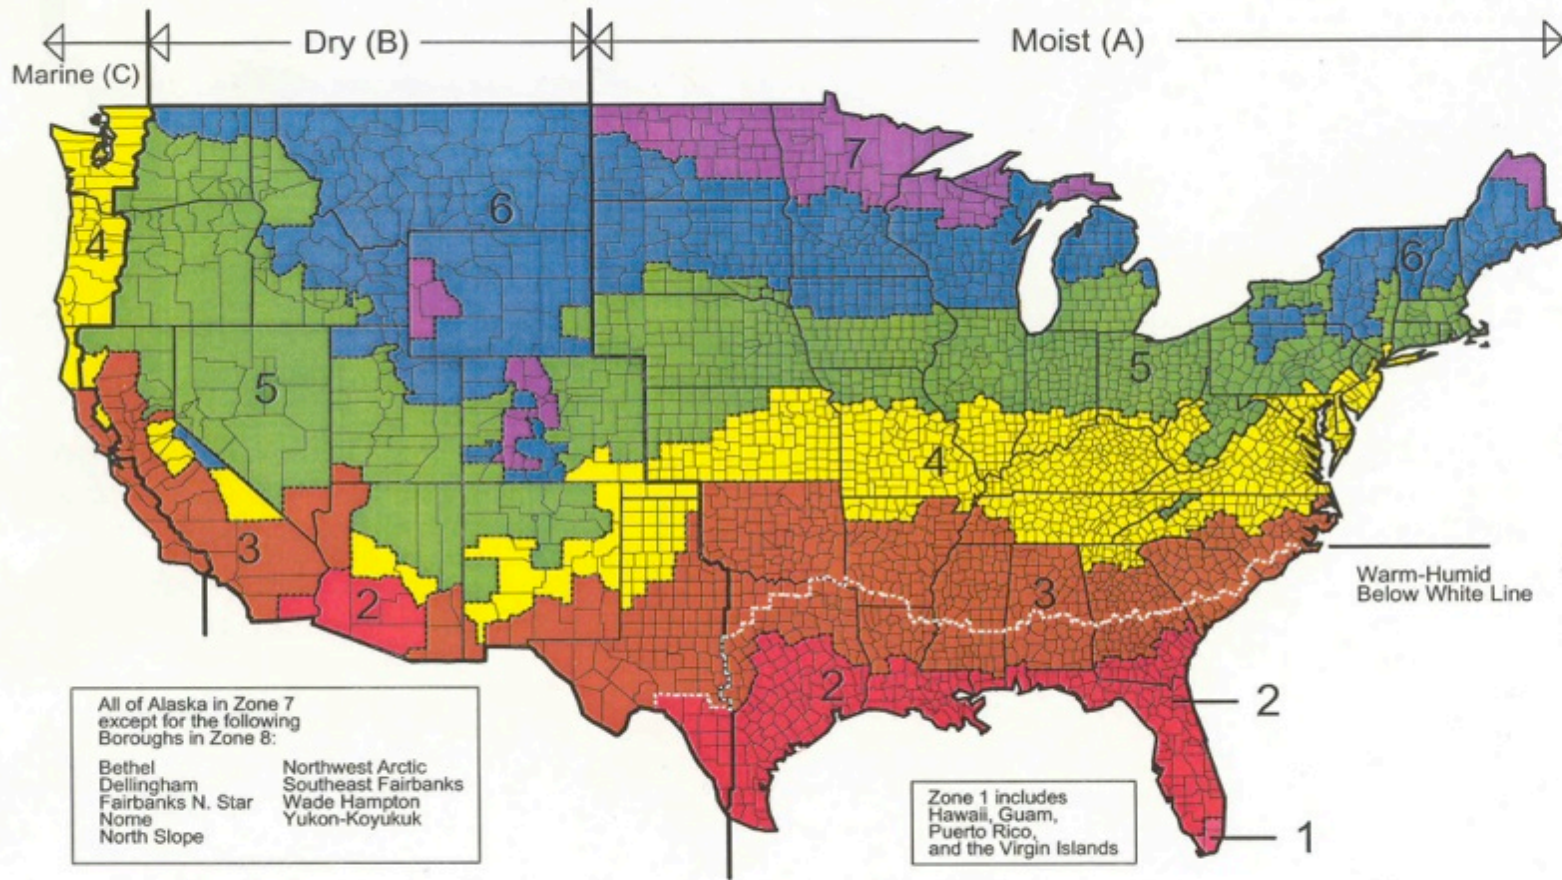 Dry (B)
Moist (A)
Marine (C)
7
6
4
6
5
5
4
3
3
2
2
2
1
Warm-Humid
Below White Line
All of Alaska in Zone 7
except for the following
Boroughs in Zone 8:
Bethel
Dellingham
Fairbanks N. Star
Nome
North Slope
Northwest Arctic
Southeast Fairbanks
Wade Hampton
Yukon-Koyukuk
Zone 1 includes
Hawaii, Guam,
Puerto Rico,
and the Virgin Islands